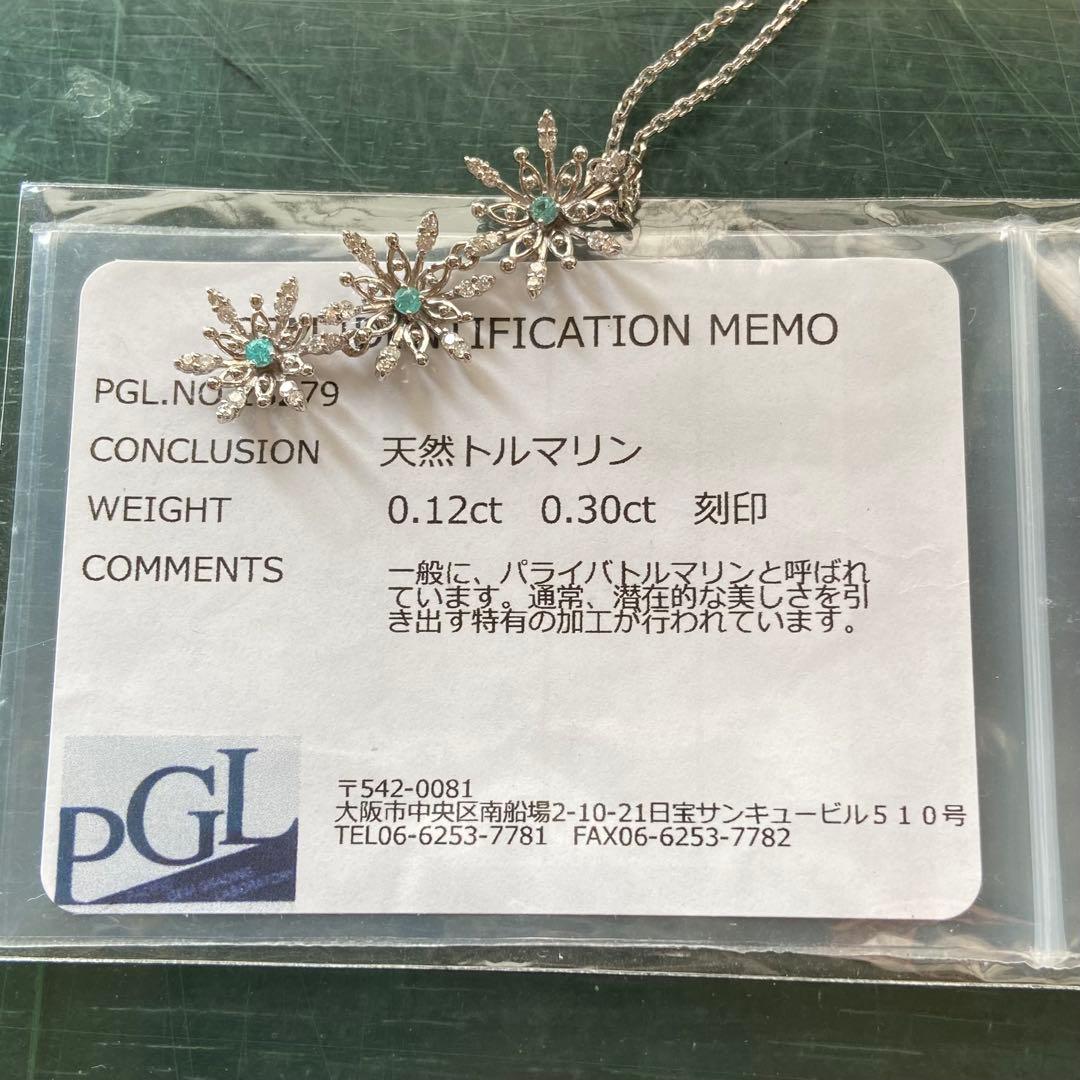 IFICATION MEMO
PGL.NO 79
CONCLUSION 天然トルマリン
WEIGHT 0.12ct 0.30ct 刻印
COMMENTS 一般に、パライバトルマリンと呼ばれ
ています。通常、潜在的な美しさを引
き出す特有の加工が行われています。
PGL
〒542-0081
大阪市中央区南船場2-10-21日宝サンキュービル５１０号
TEL06-6253-7781 FAX06-6253-7782